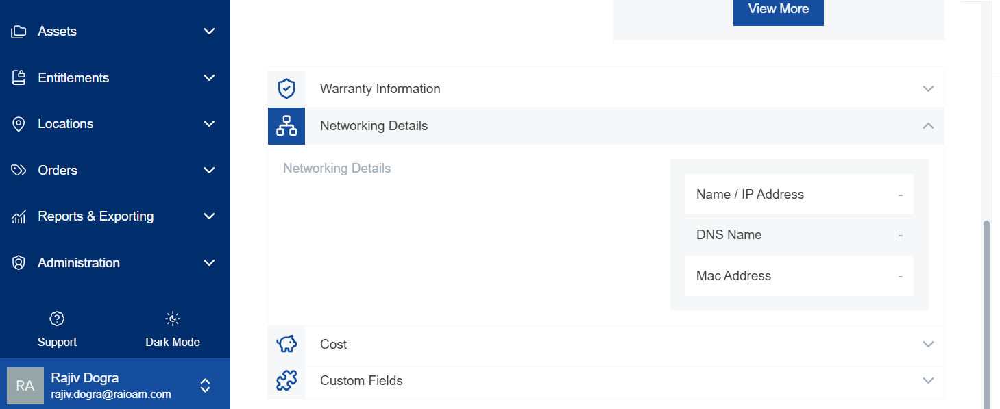 Assets
Entitlements
Locations
Orders
Reports & Exporting
Administration
Support
Dark Mode
RA
Rajiv Dogra
rajiv.dogra@raioam.com
View More
Warranty Information
Networking Details
Networking Details
Name / IP Address -
DNS Name -
Mac Address -
Cost
Custom Fields